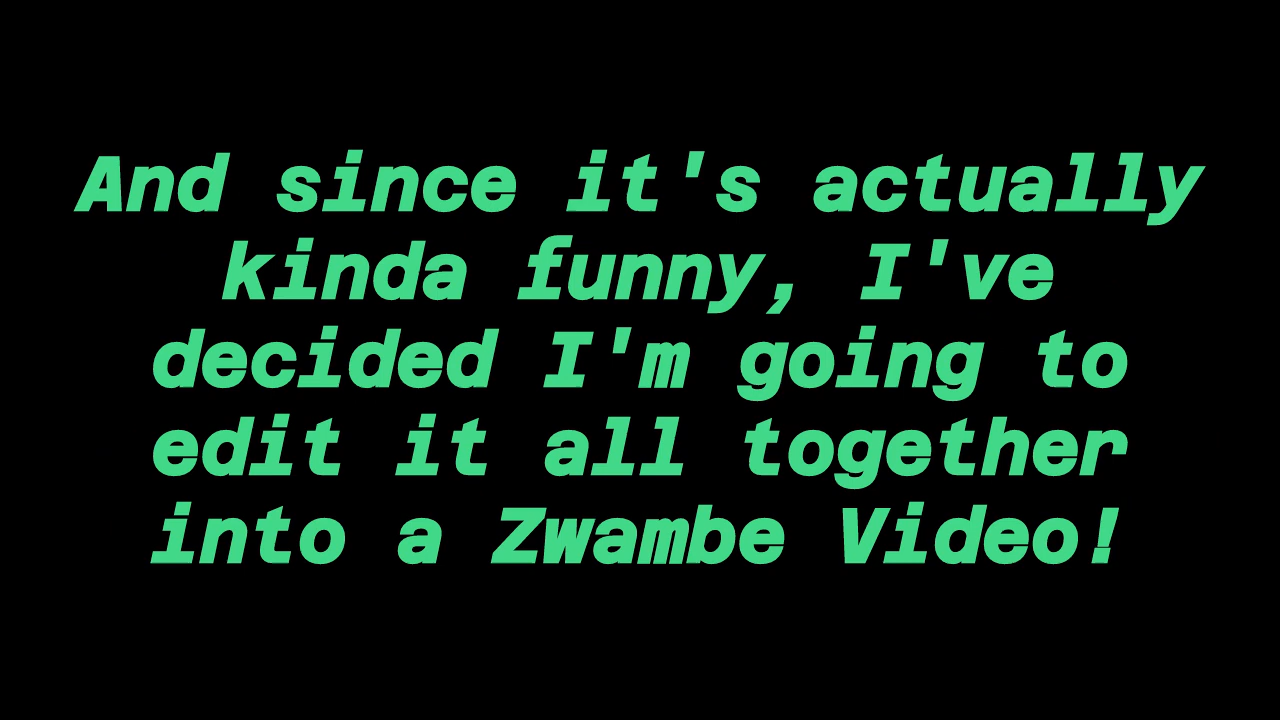 And since it's actually
kinda funny, I've
decided I'm going to
edit it all together
into a Zwambe Video!